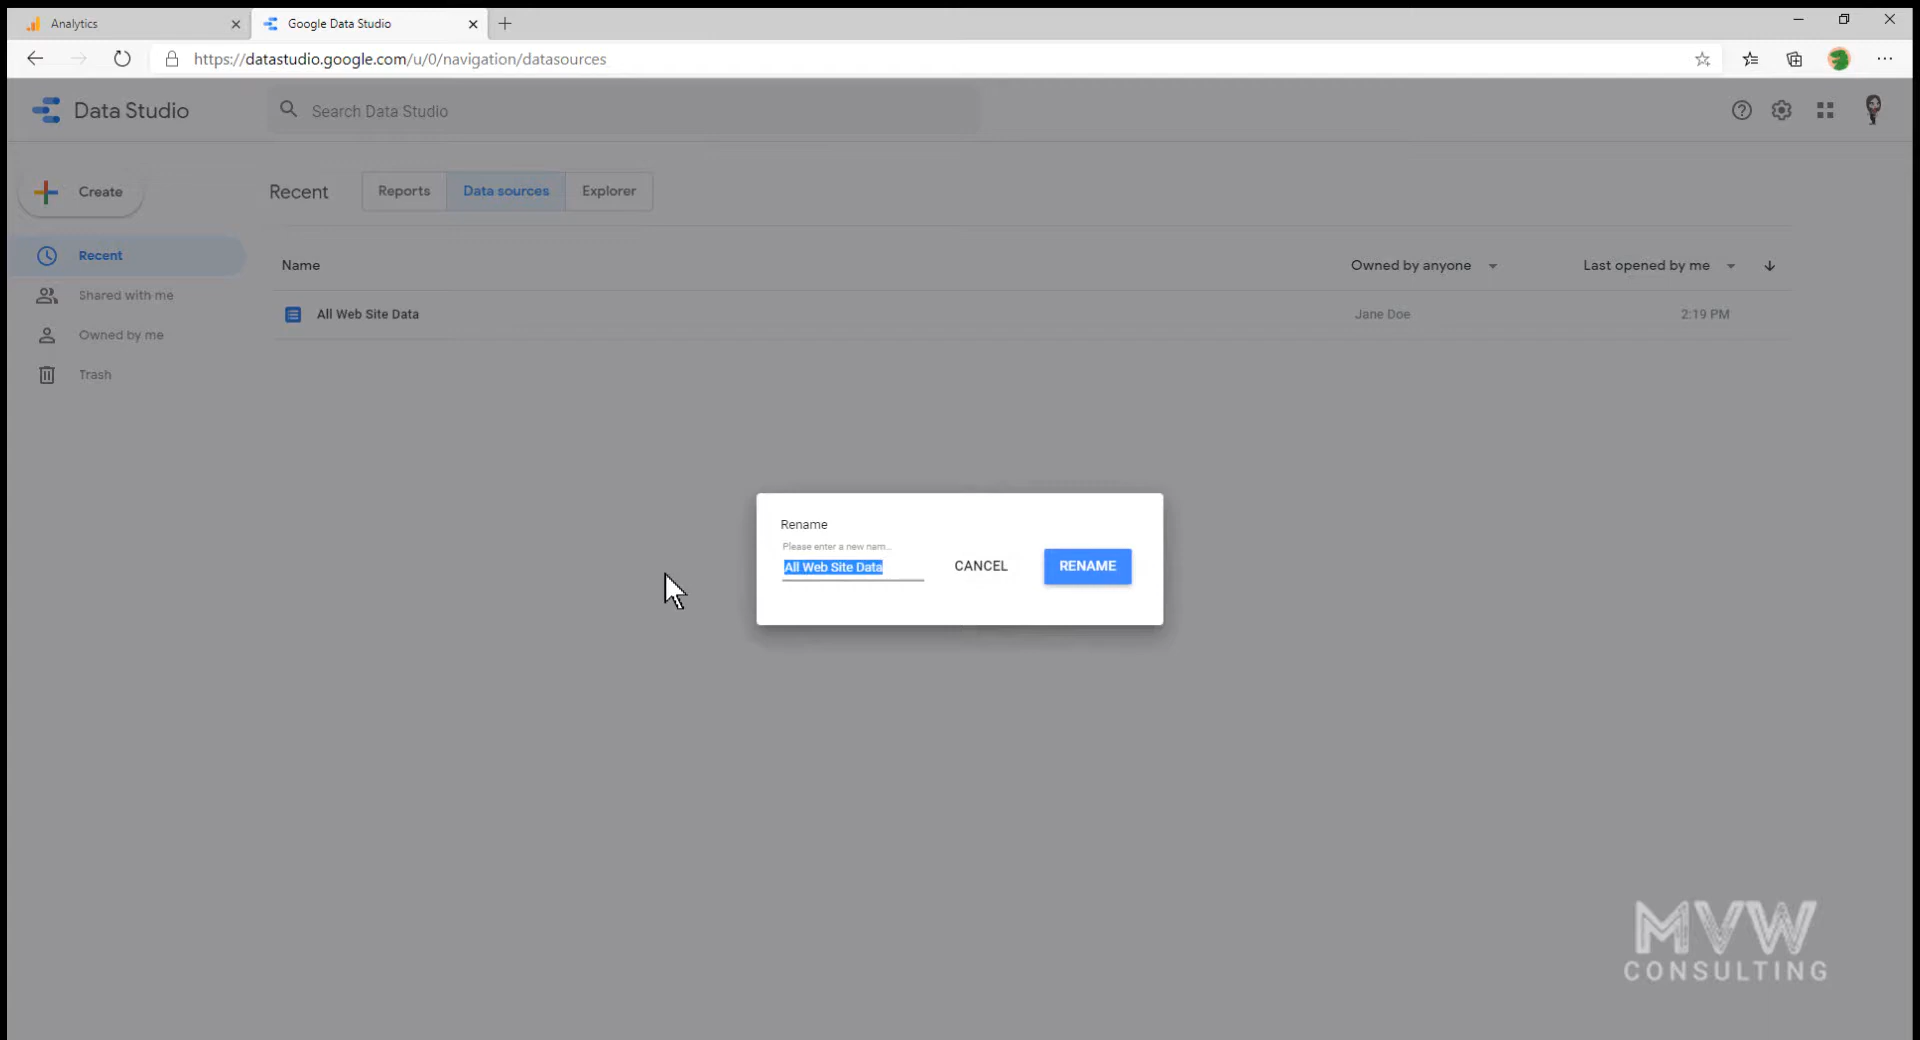 Analytics
Google Data Studio
https://datastudio.google.com/u/0/navigation/datasources
Data Studio
Search Data Studio
Create
Recent
Reports
Data sources
Explorer
Recent
Shared with me
Owned by me
Trash
Name
Owned by anyone
Last opened by me
All Web Site Data
Jane Doe
2:19 PM
Rename
Please enter a new nam...
All Web Site Data
CANCEL
RENAME
MVW
CONSULTING